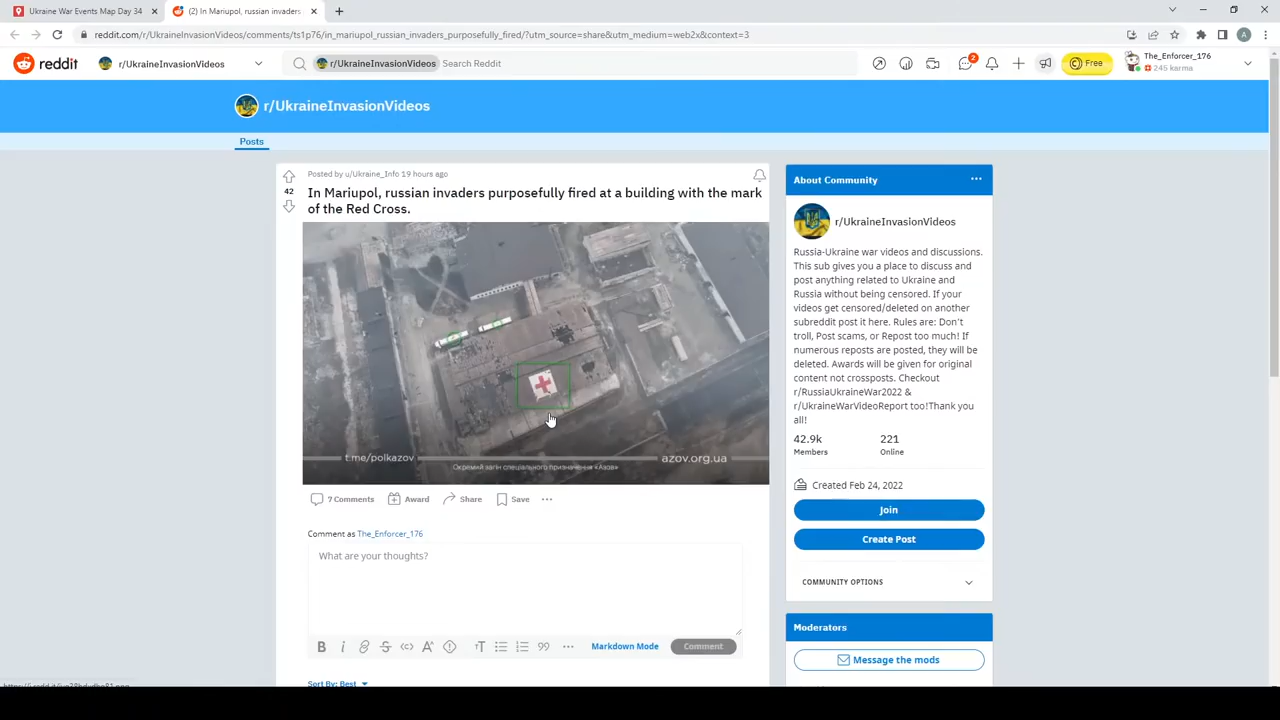 Ukraine War Events Map Day 34
(2) In Mariupol, russian invaders
reddit.com/r/UkraineInvasionVideos/comments/ts1p76/in_mariupol_russian_invaders_purposefully_fired/?utm_source=share&utm_medium=web2x&context=3
A
reddit
r/UkraineInvasionVideos
r/UkraineInvasionVideos
Search Reddit
2
Free
The_Enforcer_176
245 karma
r/UkraineInvasionVideos
Posts
Posted by u/Ukraine_Info 19 hours ago
42
In Mariupol, russian invaders purposefully fired at a building with the mark
of the Red Cross.
t.me/polkazov
Окремий загін спеціального призначення «Азов»
azov.org.ua
7 Comments
Award
Share
Save
Comment as The_Enforcer_176
What are your thoughts?
Markdown Mode
Comment
Sort By: Best
About Community
r/UkraineInvasionVideos
Russia-Ukraine war videos and discussions.
This sub gives you a place to discuss and
post anything related to Ukraine and
Russia without being censored. If your
videos get censored/deleted on another
subreddit post it here. Rules are: Don't
troll, Post scams, or Repost too much! If
numerous reposts are posted, they will be
deleted. Awards will be given for original
content not crossposts. Checkout
r/RussiaUkraineWar2022 &
r/UkraineWarVideoReport too!Thank you
all!
42.9k
Members
221
Online
Created Feb 24, 2022
Join
Create Post
COMMUNITY OPTIONS
Moderators
Message the mods